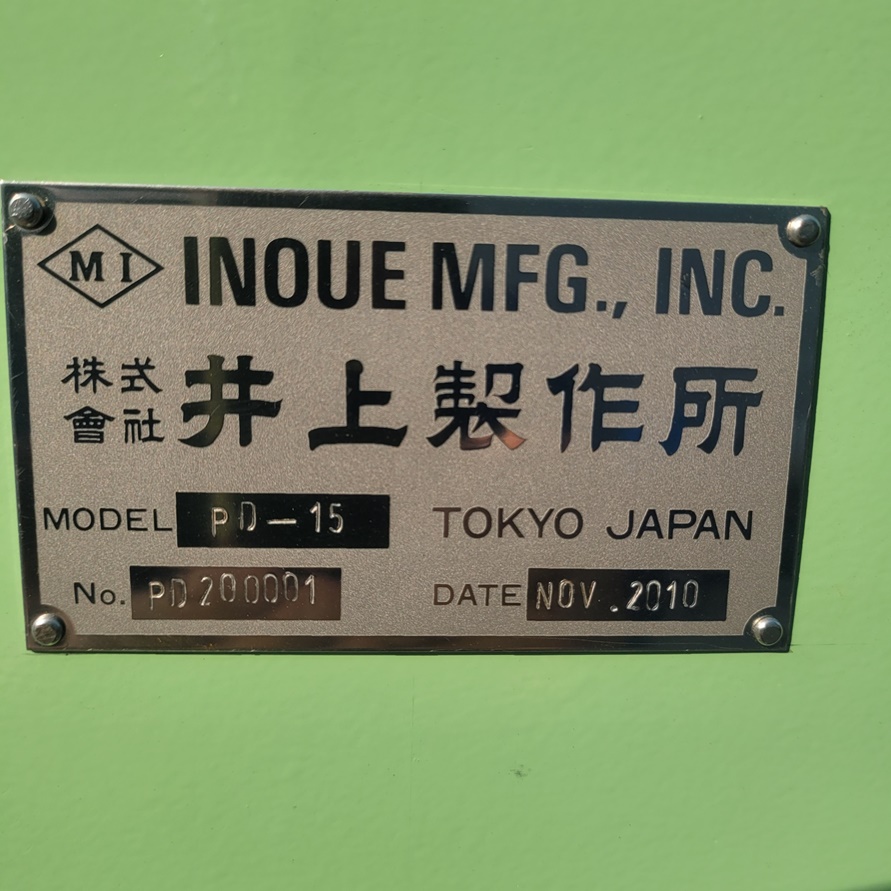 MI INOUE MFG., INC.
株式會社 井上製作所
MODEL PD-15 TOKYO JAPAN
No. PD200001 DATE NOV.2010